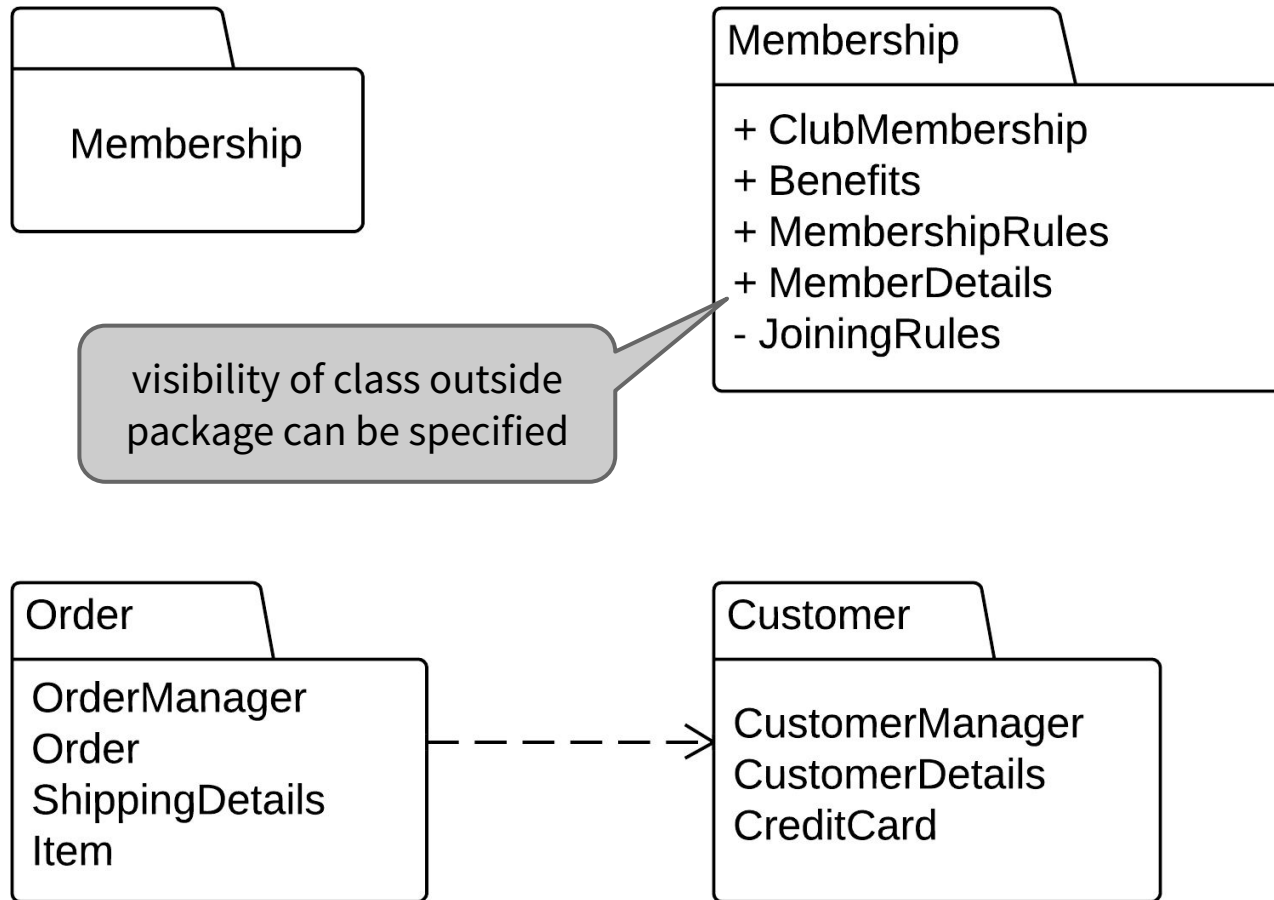 Membership
Membership
+ ClubMembership
+ Benefits
+ MembershipRules
+ MemberDetails
- JoiningRules
visibility of class outside
package can be specified
Order
OrderManager
Order
ShippingDetails
Item
Customer
CustomerManager
CustomerDetails
CreditCard